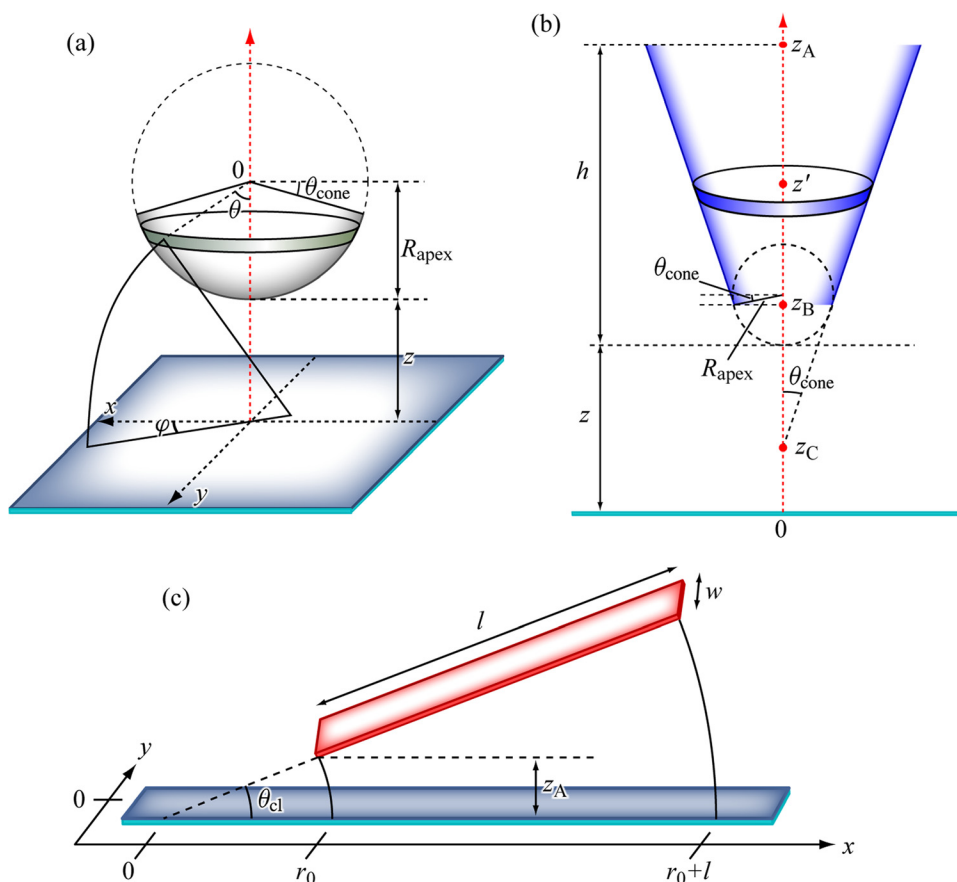 (a)
0
θcone
θ
Rapex
z
x
φ
y
(b)
zA
h
z'
θcone
zB
Rapex
θcone
z
zC
0
(c)
l
w
y
0
θcl
zA
x
0
r0
r0+l